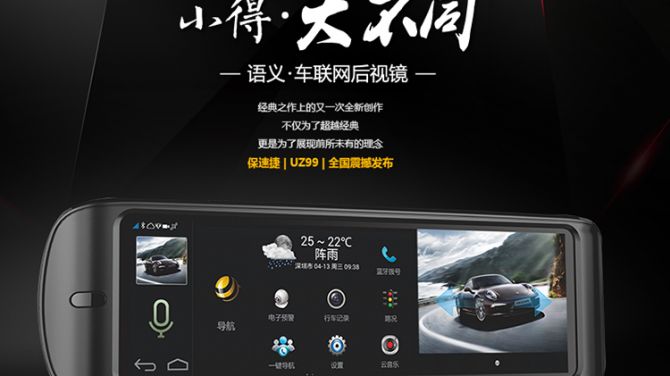 小得·大不同
— 语义·车联网后视镜 —
经典之作上的又一次全新创作
不仅为了超越经典
更是为了展现前所未有的理念
保速捷 | UZ99 | 全国震撼发布
25 ~ 22℃
阵雨
深圳市 04-13 周三 09:38
蓝牙拨号
导航
电子预警
行车记录
路况
一键导航
设置
云音乐